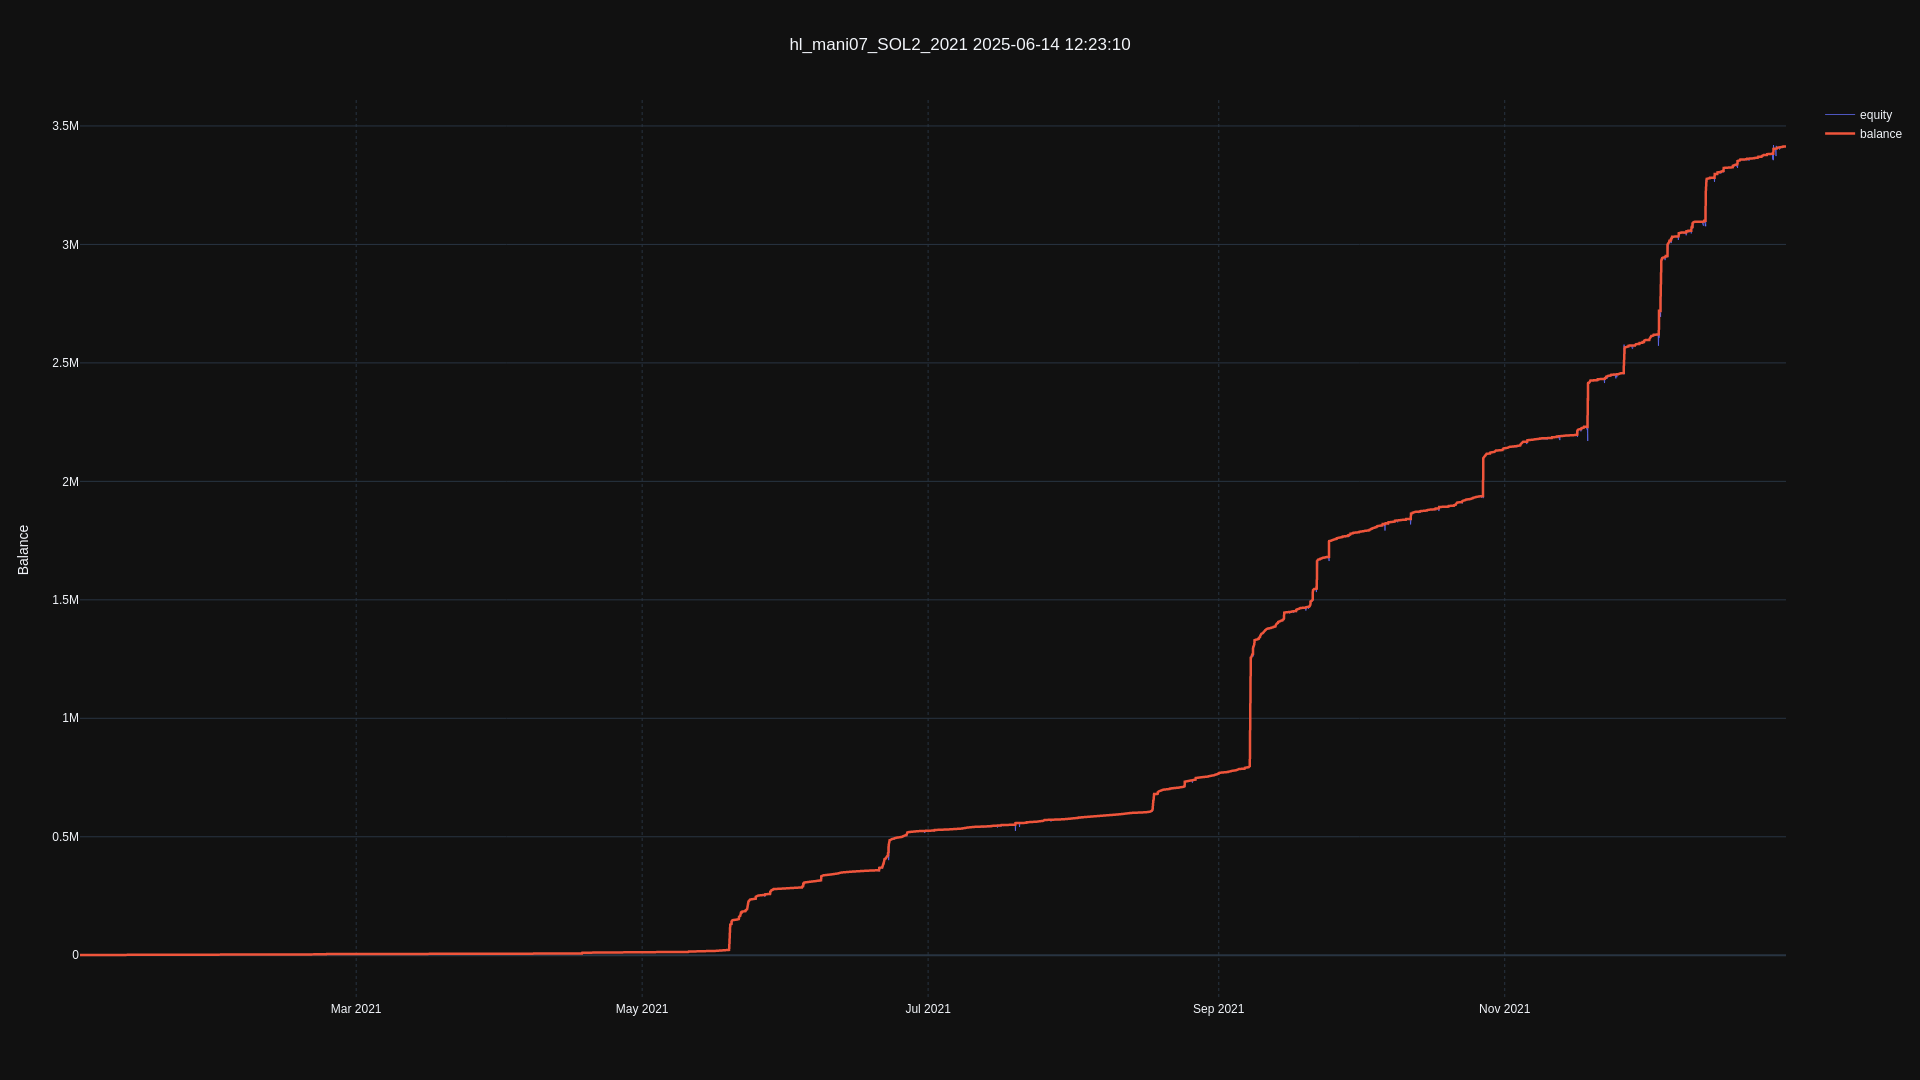 hl_mani07_SOL2_2021 2025-06-14 12:23:10
equity
balance
3.5M
3M
2.5M
2M
1.5M
1M
0.5M
0
Balance
Mar 2021
May 2021
Jul 2021
Sep 2021
Nov 2021